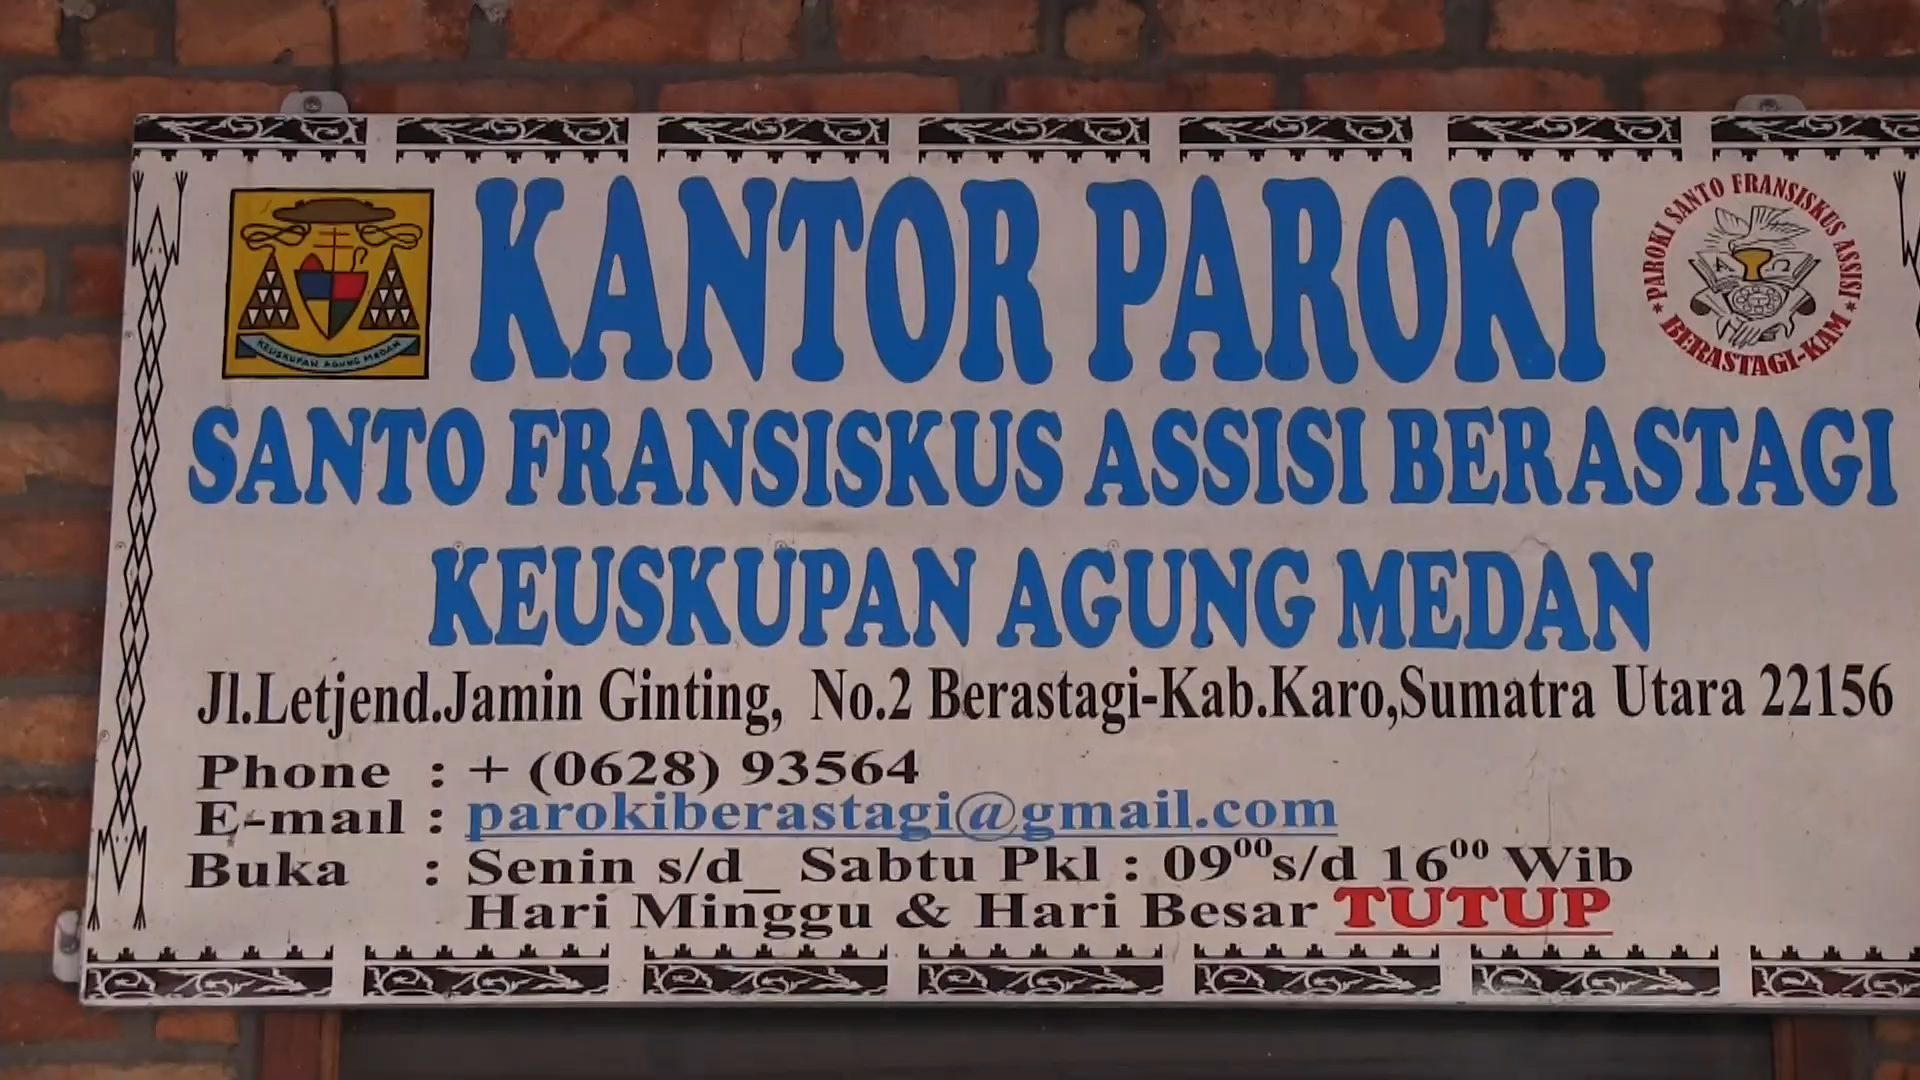 KANTOR PAROKI
KEUSKUPAN AGUNG MEDAN
PAROKI SANTO FRANSISKUS ASSISI
BERASTAGI-KAM
A Ω
SANTO FRANSISKUS ASSISI BERASTAGI
KEUSKUPAN AGUNG MEDAN
Jl.Letjend.Jamin Ginting, No.2 Berastagi-Kab.Karo,Sumatra Utara 22156
Phone : + (0628) 93564
E-mail : parokiberastagi@gmail.com
Buka : Senin s/d_ Sabtu Pkl : 09⁰⁰s/d 16⁰⁰ Wib
Hari Minggu & Hari Besar TUTUP